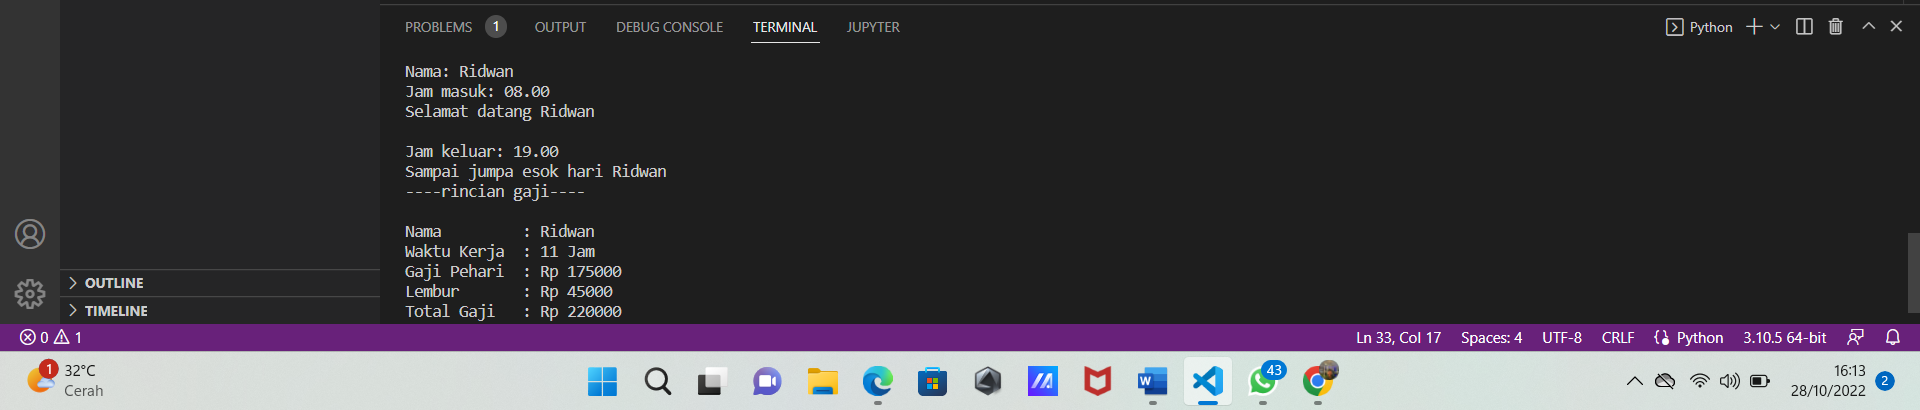 PROBLEMS 1 OUTPUT DEBUG CONSOLE TERMINAL JUPYTER Python
Nama: Ridwan
Jam masuk: 08.00
Selamat datang Ridwan
Jam keluar: 19.00
Sampai jumpa esok hari Ridwan
----rincian gaji----
Nama : Ridwan
Waktu Kerja : 11 Jam
Gaji Pehari : Rp 175000
Lembur : Rp 45000
Total Gaji : Rp 220000
OUTLINE
TIMELINE
0 1 Ln 33, Col 17 Spaces: 4 UTF-8 CRLF Python 3.10.5 64-bit
1 32°C
Cerah
43
16:13
28/10/2022 2